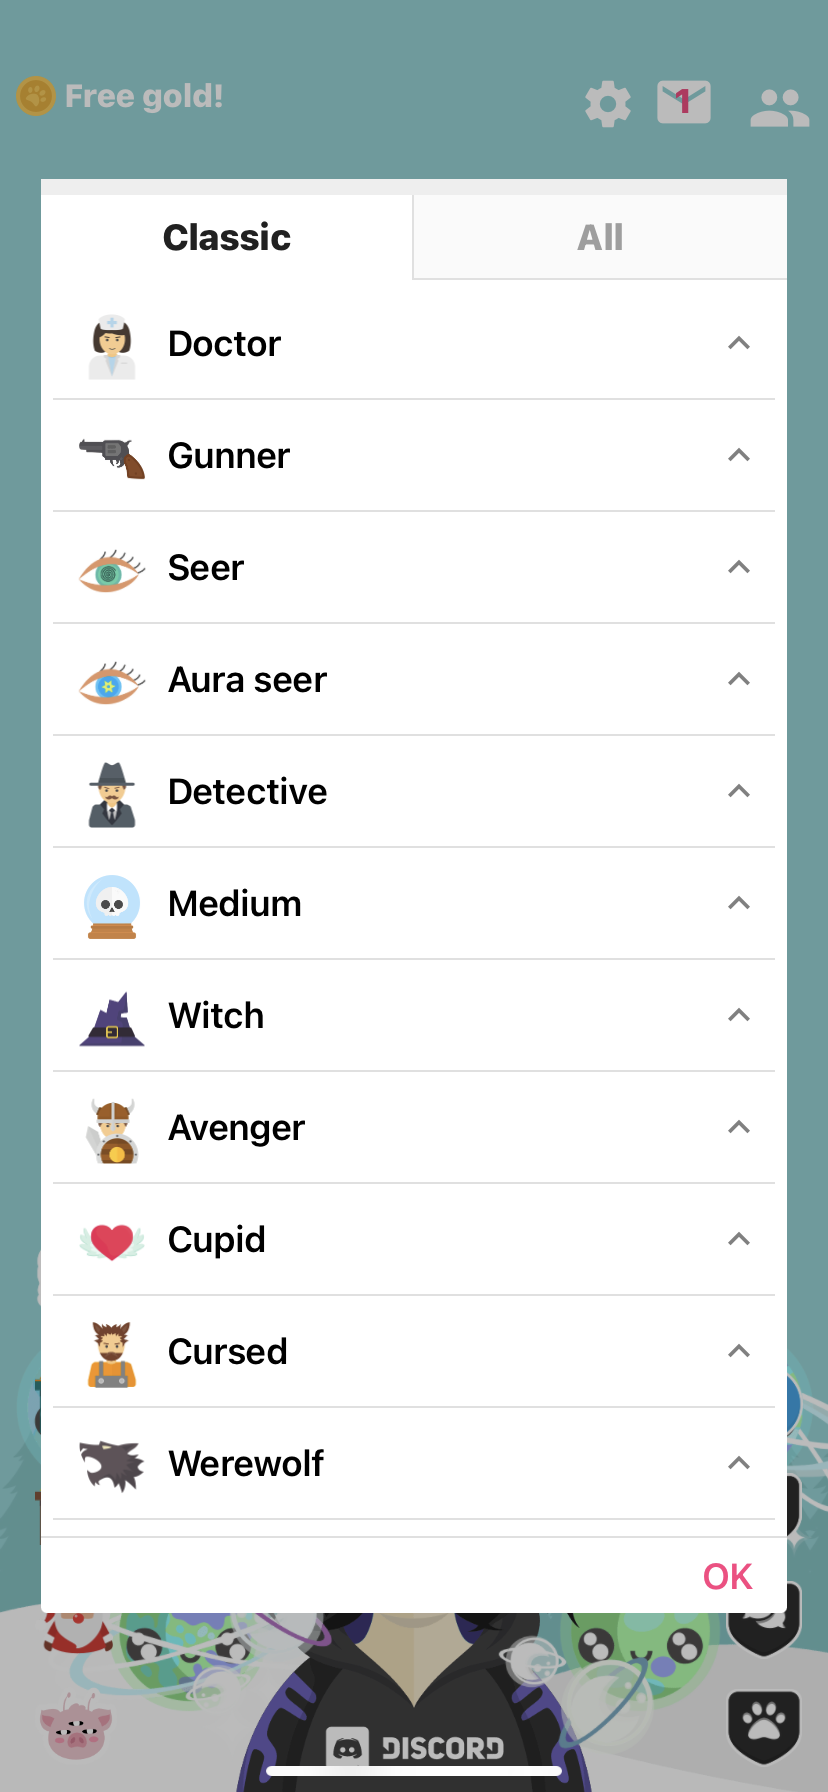 Free gold!
1
Classic
All
Doctor
Gunner
Seer
Aura seer
Detective
Medium
Witch
Avenger
Cupid
Cursed
Werewolf
OK
DISCORD